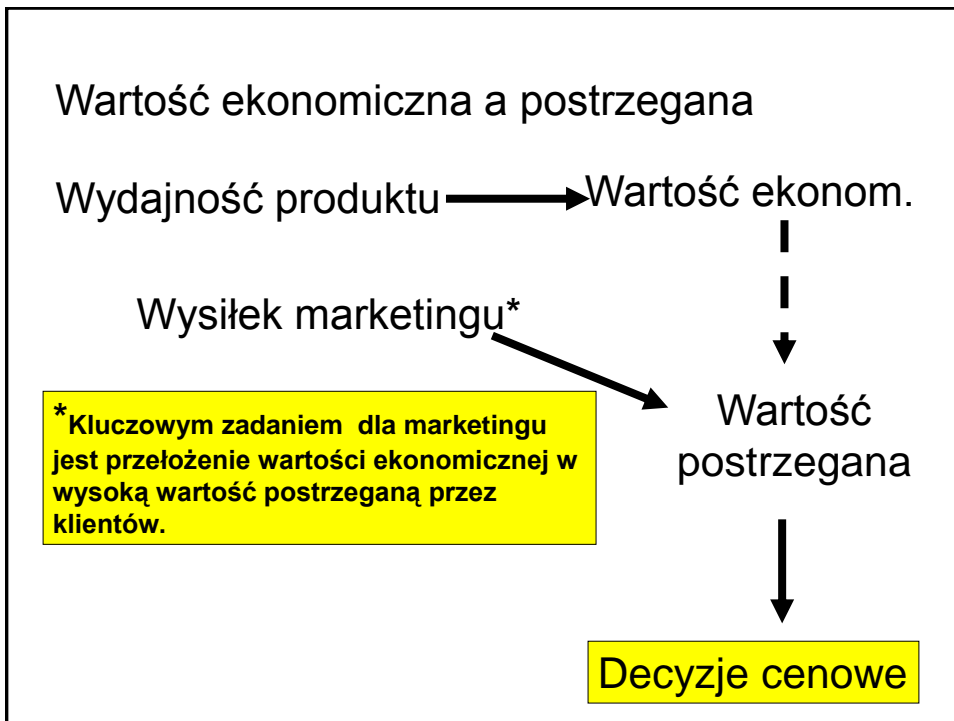 Wartość ekonomiczna a postrzegana
Wydajność produktu
Wartość ekonom.
Wysiłek marketingu*
*Kluczowym zadaniem dla marketingu
jest przełożenie wartości ekonomicznej w
wysoką wartość postrzeganą przez
klientów.
Wartość
postrzegana
Decyzje cenowe